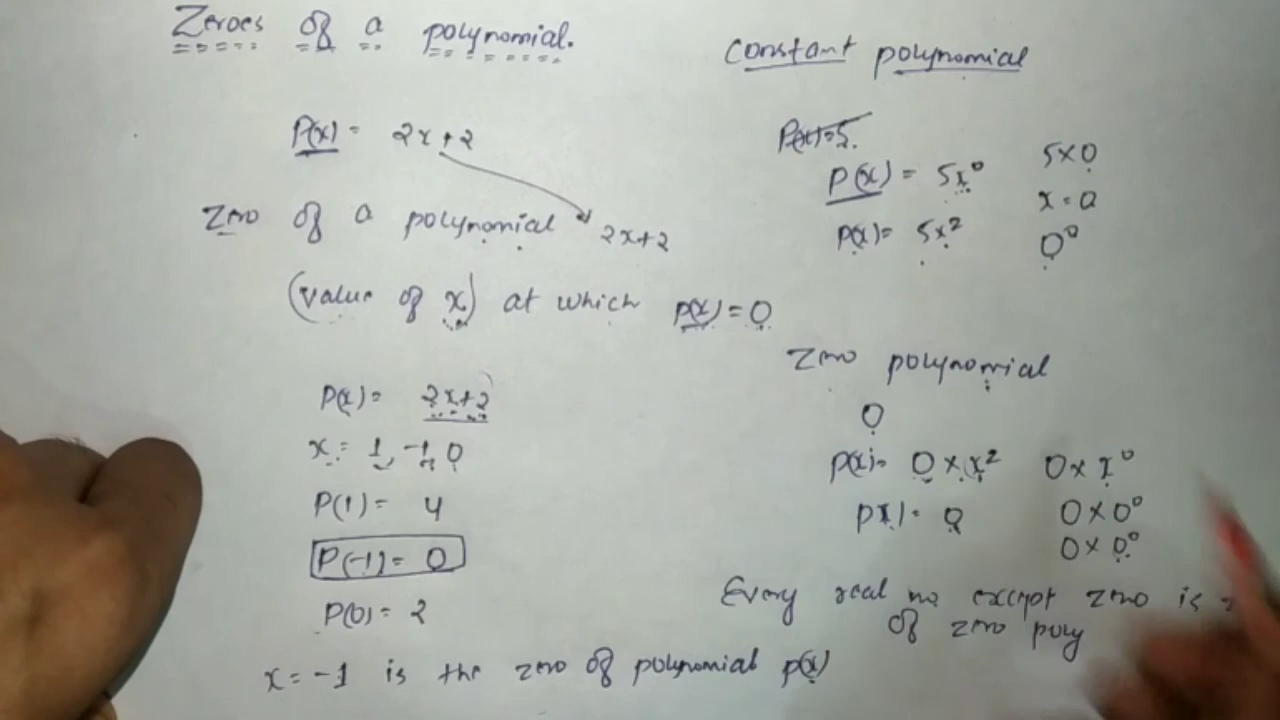 Zeroes of a polynomial.
P(x) = 2x+2
Zero of a polynomial 2x+2
(value of x) at which p(x) = 0
P(x) = 2x+2
x = 1, -1, 0
P(1) = 4
P(-1) = 0
P(0) = 2
x = -1 is the zero of polynomial p(x)
Constant polynomial
P(x)=5.
P(x) = 5x⁰ 5x0
P(x) = 5x² x = 0
0⁰
Zero polynomial
0
P(x) = 0 × x² 0 × x⁰
P(x) = 0 0 × 0⁰
0 × 0⁰
Every real no except zero is
of zero poly